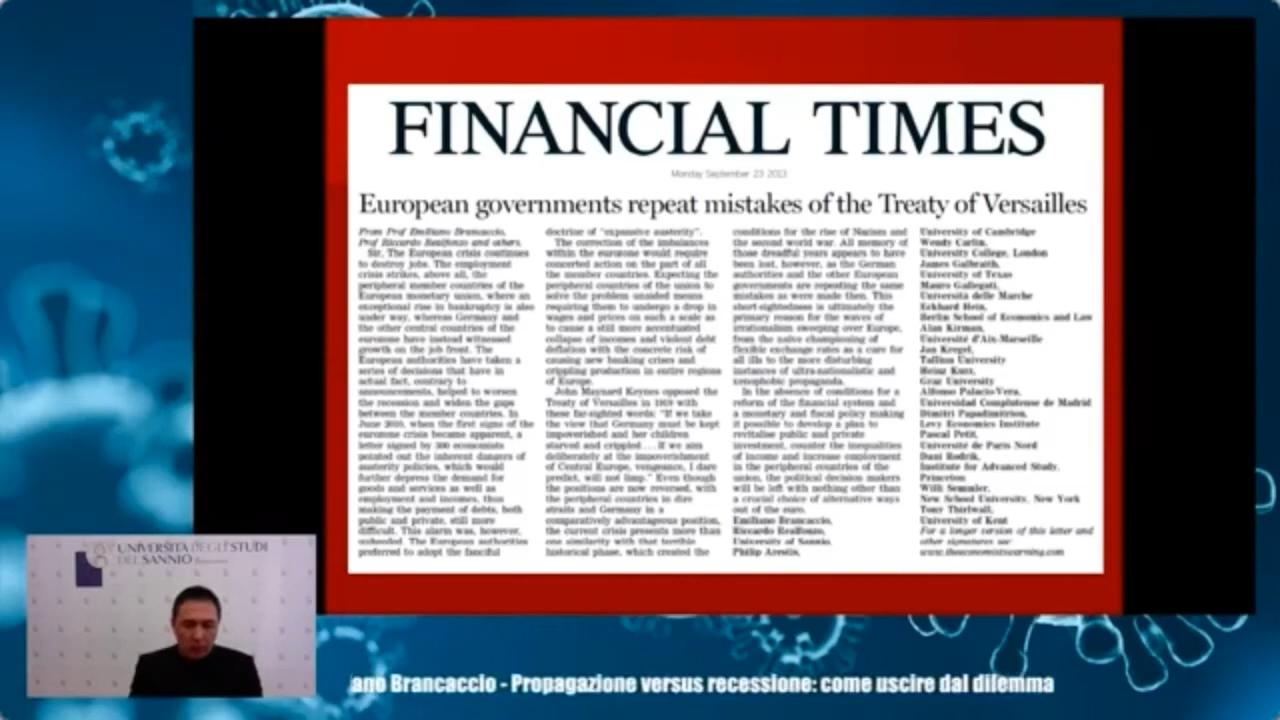 FINANCIAL TIMES
Monday September 23 2013
European governments repeat mistakes of the Treaty of Versailles
From Prof Emiliano Brancaccio,
Prof Riccardo Realfonzo and others.
Sir, The European crisis continues
to destroy jobs. The employment
crisis strikes, above all, the
peripheral member countries of the
European monetary union, where an
exceptional rise in bankruptcy is also
under way, whereas Germany and
the other central countries of the
eurozone have instead witnessed
growth on the job front. The
European authorities have taken a
series of decisions that have in
actual fact, contrary to
announcements, helped to worsen
the recession and widen the gaps
between the member countries. In
June 2010, when the first signs of the
eurozone crisis became apparent, a
letter signed by 300 economists
pointed out the inherent dangers of
austerity policies, which would
further depress the demand for
goods and services as well as
employment and incomes, thus
making the payment of debts, both
public and private, still more
difficult. This alarm was, however,
unheeded. The European authorities
preferred to adopt the fanciful
doctrine of "expansive austerity".
The correction of the imbalances
within the eurozone would require
concerted action on the part of all
the member countries. Expecting the
peripheral countries of the union to
solve the problem unaided means
requiring them to undergo a drop in
wages and prices on such a scale as
to cause a still more accentuated
collapse of incomes and violent debt
deflation with the concrete risk of
causing new banking crises and
crippling production in entire regions
of Europe.
John Maynard Keynes opposed the
Treaty of Versailles in 1919 with
these far-sighted words: "If we take
the view that Germany must be kept
impoverished and her children
starved and crippled … If we aim
deliberately at the impoverishment
of Central Europe, vengeance, I dare
predict, will not limp." Even though
the positions are now reversed, with
the peripheral countries in dire
straits and Germany in a
comparatively advantageous position,
the current crisis presents more than
one similarity with that terrible
historical phase, which created the
conditions for the rise of Nazism and
the second world war. All memory of
those dreadful years appears to have
been lost, however, as the German
authorities and the other European
governments are repeating the same
mistakes as were made then. This
short-sightedness is ultimately the
primary reason for the waves of
irrationalism sweeping over Europe,
from the naive championing of
flexible exchange rates as a cure for
all ills to the more disturbing
instances of ultra-nationalistic and
xenophobic propaganda.
In the absence of conditions for a
reform of the financial system and
a monetary and fiscal policy making
it possible to develop a plan to
revitalise public and private
investment, counter the inequalities
of income and increase employment
in the peripheral countries of the
union, the political decision makers
will be left with nothing other than
a crucial choice of alternative ways
out of the euro.
Emiliano Brancaccio,
Riccardo Realfonzo,
University of Sannio,
Philip Arestis,
University of Cambridge
Wendy Carlin,
University College, London
James Galbraith,
University of Texas
Mauro Gallegati,
Università delle Marche
Eckhard Hein,
Berlin School of Economics and Law
Alan Kirman,
Université d'Aix-Marseille
Jan Kregel,
Tallinn University
Heinz Kurz,
Graz University
Alfonso Palacio-Vera,
Universidad Complutense de Madrid
Dimitri Papadimitriou,
Levy Economics Institute
Pascal Petit,
Université de Paris Nord
Dani Rodrik,
Institute for Advanced Study,
Princeton
Willi Semmler,
New School University, New York
Tony Thirlwall,
University of Kent
For a longer version of this letter and
other signatures see
www.theeconomistswarning.com
UNIVERSITÀ DEGLI STUDI
DEL SANNIO Benevento
ano Brancaccio - Propagazione versus recessione: come uscire dal dilemma